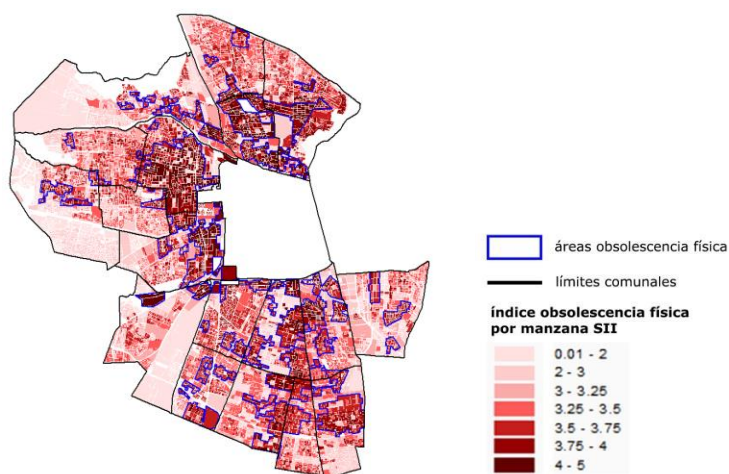 áreas obsolescencia física
límites comunales
índice obsolescencia física
por manzana SII
0.01 - 2
2 - 3
3 - 3.25
3.25 - 3.5
3.5 - 3.75
3.75 - 4
4 - 5